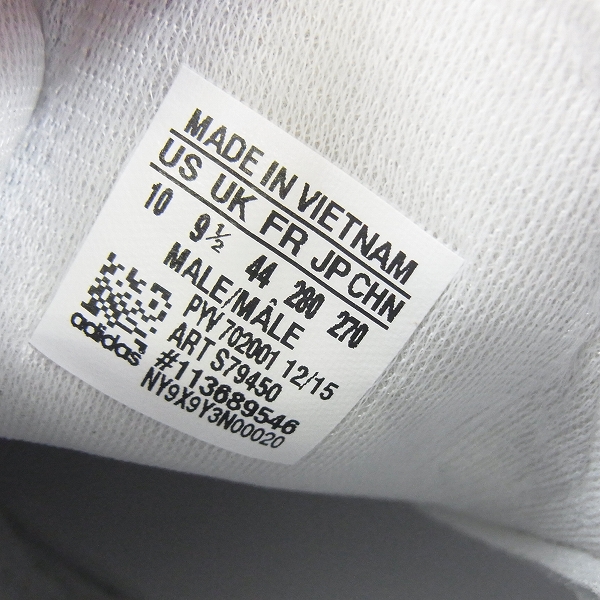 MADE IN VIETNAM
US UK FR JP CHN
10 9½ 44 280 270
MALE/MÂLE
PYV 702001 12/15
ART S79450
#113689546
NY9X9Y3N00020
adidas